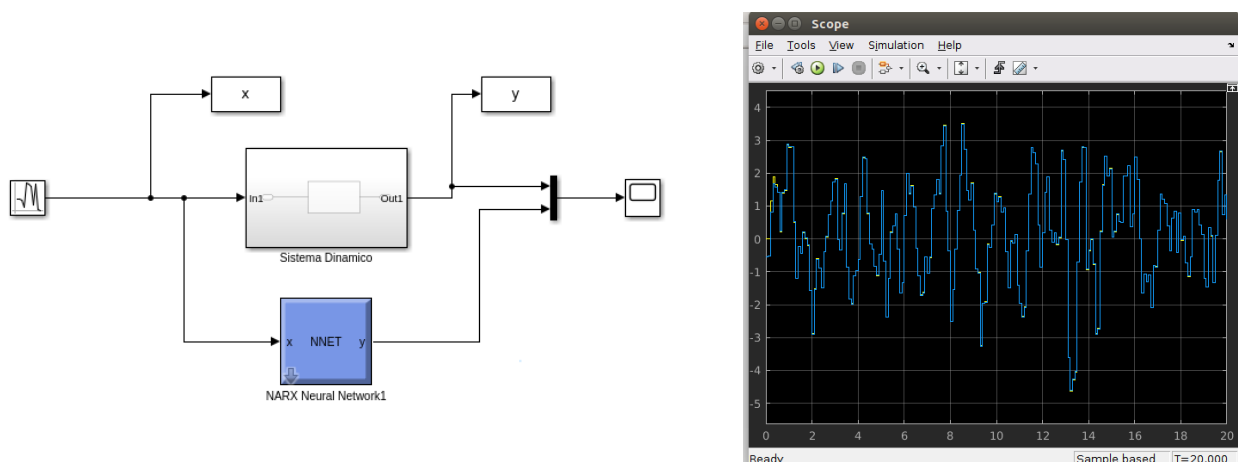 x
y
In1
Out1
Sistema Dinamico
x NNET y
NARX Neural Network1
Scope
File Tools View Simulation Help
4
3
2
1
0
-1
-2
-3
-4
-5
0 2 4 6 8 10 12 14 16 18 20
Ready Sample based T=20.000